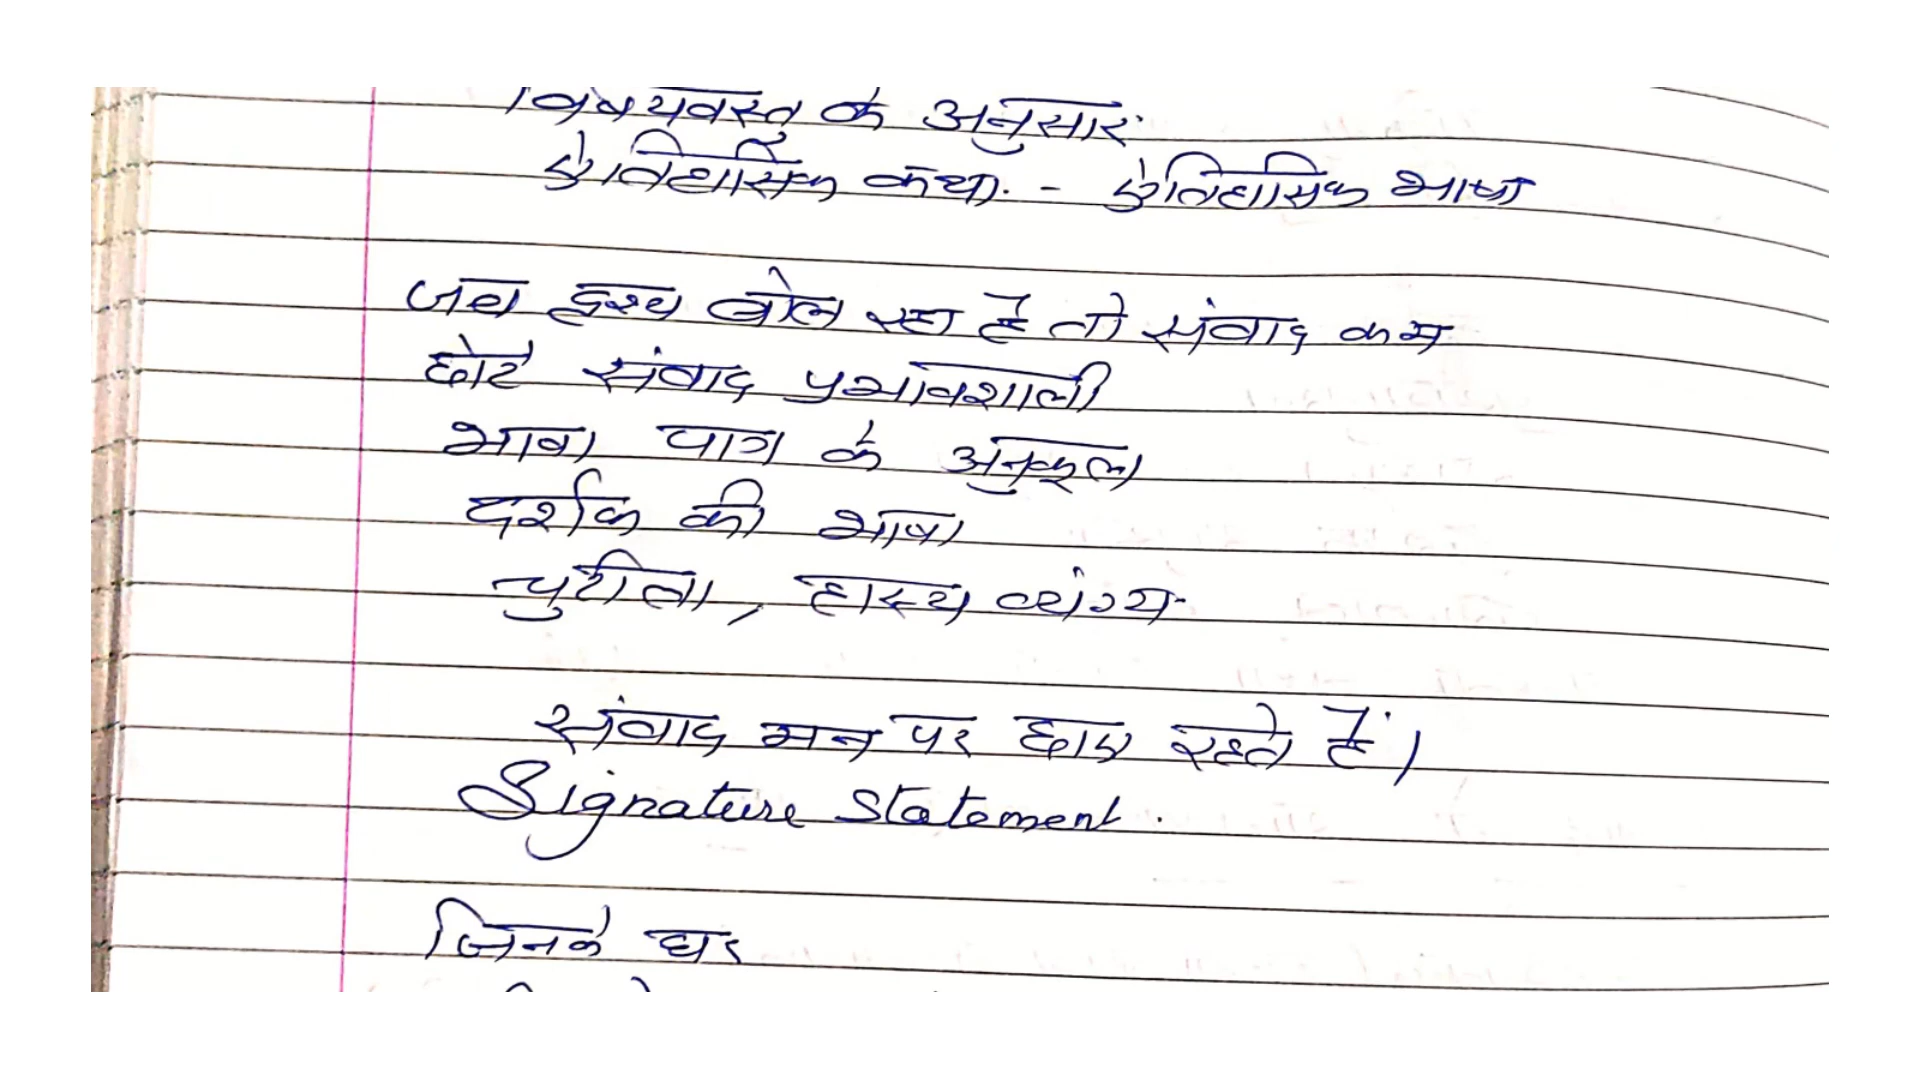 विषयवस्तु के अनुसार
ऐतिहासिक कथा - ऐतिहासिक भाषा
जब दृश्य बोल रहा है तो संवाद कम
छोटे संवाद प्रभावशाली
भाषा पात्र के अनुकूल
दर्शक की भाषा
चुटीला, हास्य व्यंग्य
संवाद मन पर छाए रहते हैं।
Signature Statement.
जिनके घर